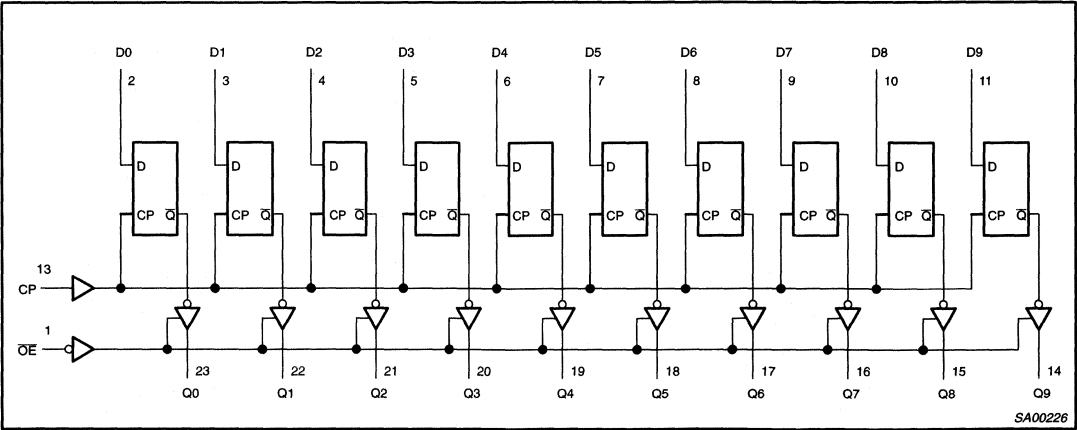 D0 D1 D2 D3 D4 D5 D6 D7 D8 D9
2 3 4 5 6 7 8 9 10 11
D D D D D D D D D D
CP Q̅ CP Q̅ CP Q̅ CP Q̅ CP Q̅ CP Q̅ CP Q̅ CP Q̅ CP Q̅ CP Q̅
13
CP
1
O̅E̅
23 22 21 20 19 18 17 16 15 14
Q0 Q1 Q2 Q3 Q4 Q5 Q6 Q7 Q8 Q9
SA00226